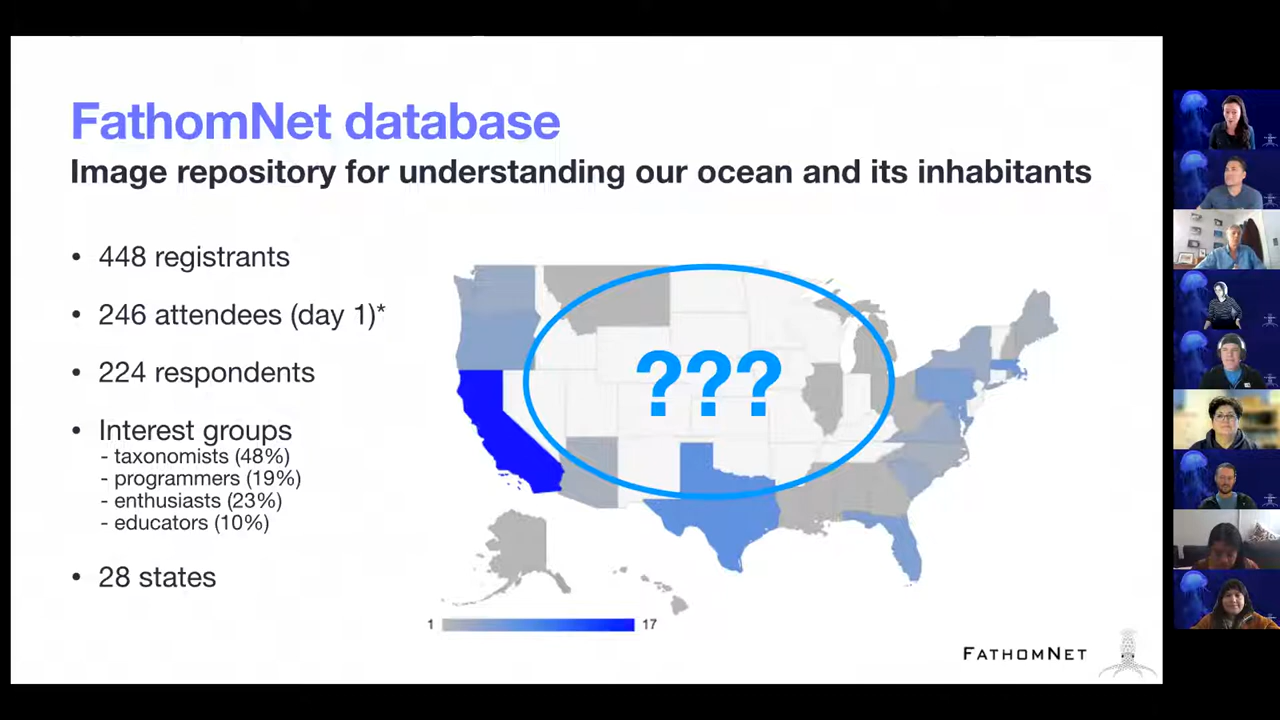 FathomNet database
Image repository for understanding our ocean and its inhabitants
• 448 registrants
• 246 attendees (day 1)*
• 224 respondents
• Interest groups
- taxonomists (48%)
- programmers (19%)
- enthusiasts (23%)
- educators (10%)
• 28 states
???
1 17
FATHOMNET